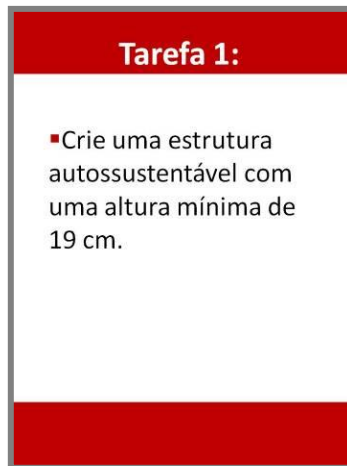 Tarefa 1:
▪Crie uma estrutura
autossustentável com
uma altura mínima de
19 cm.